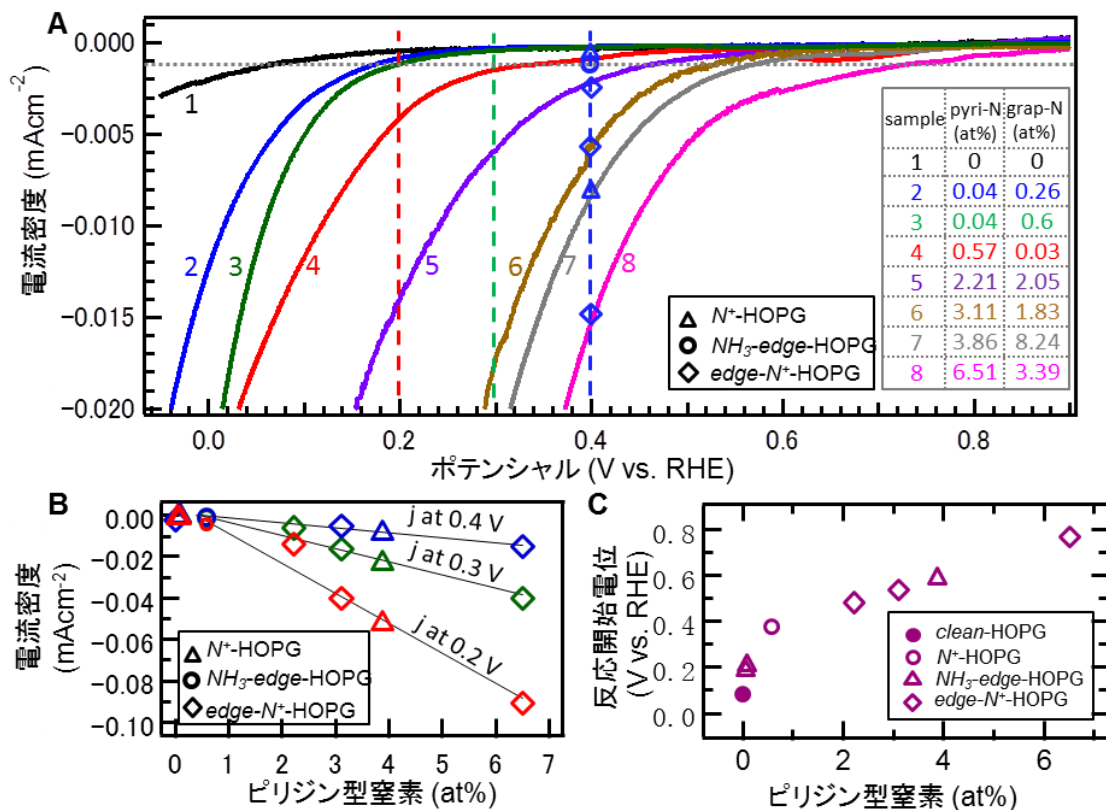 A
電流密度 (mAcm-2)
0.000
−0.005
−0.010
−0.015
−0.020
1
2
3
4
5
6
7
8
N+-HOPG
NH3-edge-HOPG
edge-N+-HOPG
sample pyri-N (at%) grap-N (at%)
1 0 0
2 0.04 0.26
3 0.04 0.6
4 0.57 0.03
5 2.21 2.05
6 3.11 1.83
7 3.86 8.24
8 6.51 3.39
0.0 0.2 0.4 0.6 0.8
ポテンシャル (V vs. RHE)
B
電流密度
(mAcm-2)
0.00
−0.02
−0.04
−0.06
−0.08
−0.10
j at 0.4 V
j at 0.3 V
j at 0.2 V
N+-HOPG
NH3-edge-HOPG
edge-N+-HOPG
0 1 2 3 4 5 6 7
ピリジン型窒素 (at%)
C
反応開始電位
(V vs. RHE)
0.8
0.6
0.4
0.2
0.0
clean-HOPG
N+-HOPG
NH3-edge-HOPG
edge-N+-HOPG
0 2 4 6
ピリジン型窒素 (at%)